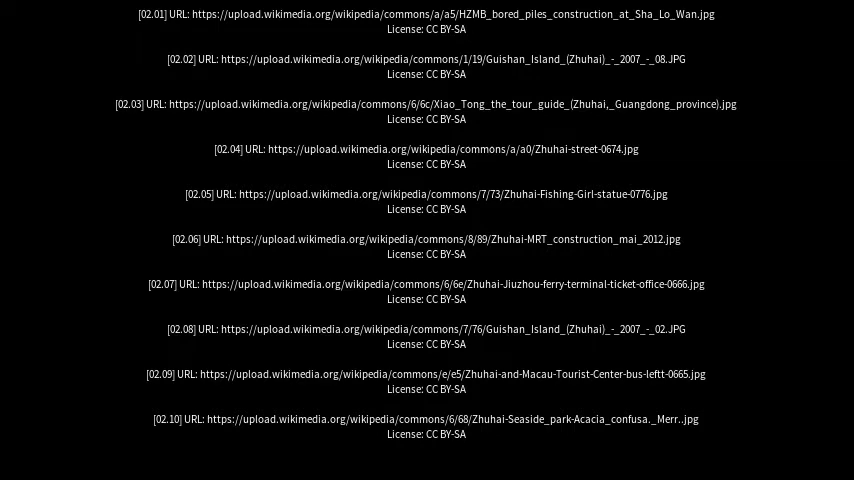 [02.01] URL: https://upload.wikimedia.org/wikipedia/commons/a/a5/HZMB_bored_piles_construction_at_Sha_Lo_Wan.jpg
License: CC BY-SA
[02.02] URL: https://upload.wikimedia.org/wikipedia/commons/1/19/Guishan_Island_(Zhuhai)_-_2007_-_08.JPG
License: CC BY-SA
[02.03] URL: https://upload.wikimedia.org/wikipedia/commons/6/6c/Xiao_Tong_the_tour_guide_(Zhuhai,_Guangdong_province).jpg
License: CC BY-SA
[02.04] URL: https://upload.wikimedia.org/wikipedia/commons/a/a0/Zhuhai-street-0674.jpg
License: CC BY-SA
[02.05] URL: https://upload.wikimedia.org/wikipedia/commons/7/73/Zhuhai-Fishing-Girl-statue-0776.jpg
License: CC BY-SA
[02.06] URL: https://upload.wikimedia.org/wikipedia/commons/8/89/Zhuhai-MRT_construction_mai_2012.jpg
License: CC BY-SA
[02.07] URL: https://upload.wikimedia.org/wikipedia/commons/6/6e/Zhuhai-Jiuzhou-ferry-terminal-ticket-office-0666.jpg
License: CC BY-SA
[02.08] URL: https://upload.wikimedia.org/wikipedia/commons/7/76/Guishan_Island_(Zhuhai)_-_2007_-_02.JPG
License: CC BY-SA
[02.09] URL: https://upload.wikimedia.org/wikipedia/commons/e/e5/Zhuhai-and-Macau-Tourist-Center-bus-leftt-0665.jpg
License: CC BY-SA
[02.10] URL: https://upload.wikimedia.org/wikipedia/commons/6/68/Zhuhai-Seaside_park-Acacia_confusa._Merr..jpg
License: CC BY-SA